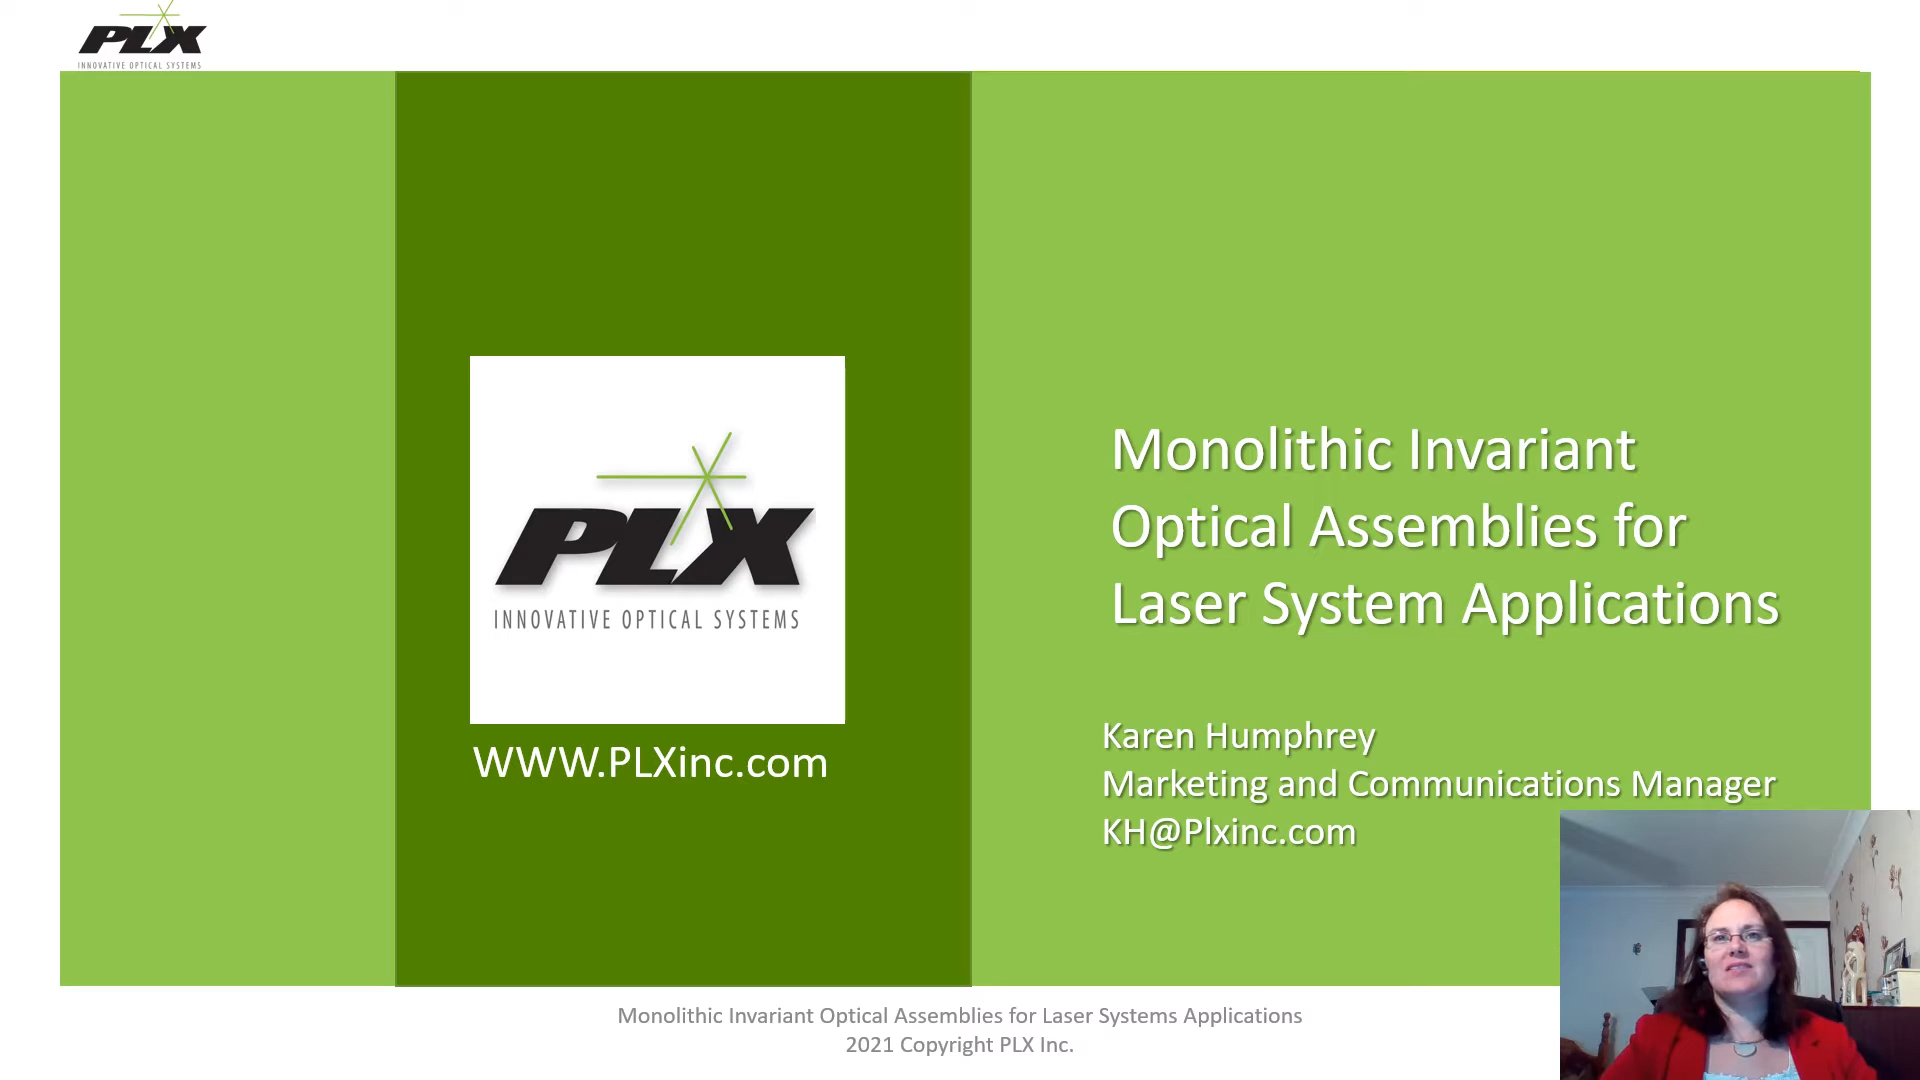 PLX
INNOVATIVE OPTICAL SYSTEMS
PLX
INNOVATIVE OPTICAL SYSTEMS
WWW.PLXinc.com
Monolithic Invariant
Optical Assemblies for
Laser System Applications
Karen Humphrey
Marketing and Communications Manager
KH@Plxinc.com
Monolithic Invariant Optical Assemblies for Laser Systems Applications
2021 Copyright PLX Inc.